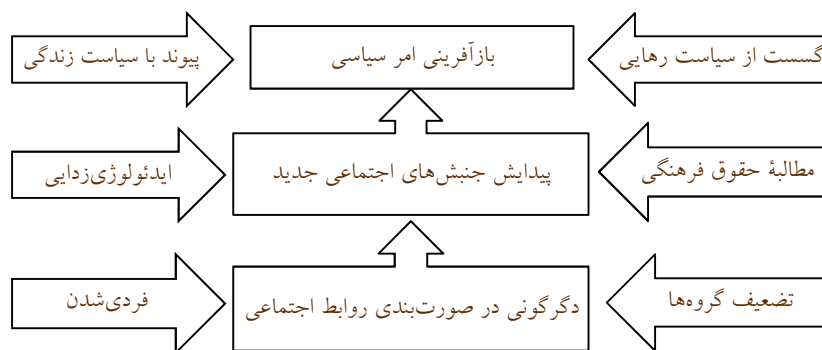 گسست از سیاست رهایی
بازآفرینی امر سیاسی
پیوند با سیاست زندگی
مطالبۀ حقوق فرهنگی
پیدایش جنبش‌های اجتماعی جدید
ایدئولوژی‌زدایی
تضعیف گروه‌ها
دگرگونی در صورت‌بندی روابط اجتماعی
فردی‌شدن